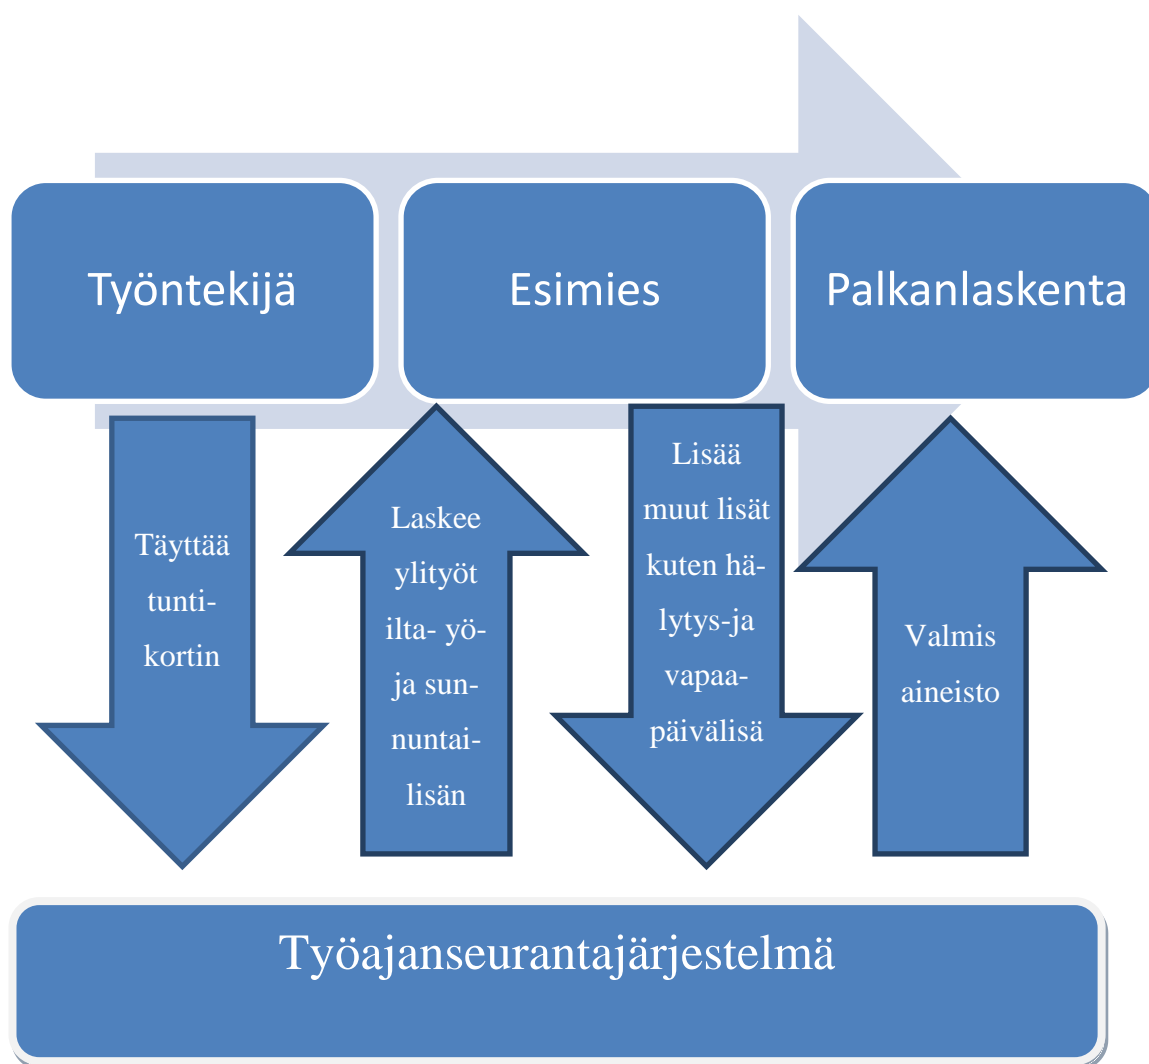 Työntekijä
Esimies
Palkanlaskenta
Täyttää
tunti-
kortin
Laskee
ylityöt
ilta- yö-
ja sun-
nuntai-
lisän
Lisää
muut lisät
kuten hä-
lytys-ja
vapaa-
päivälisä
Valmis
aineisto
Työajanseurantajärjestelmä